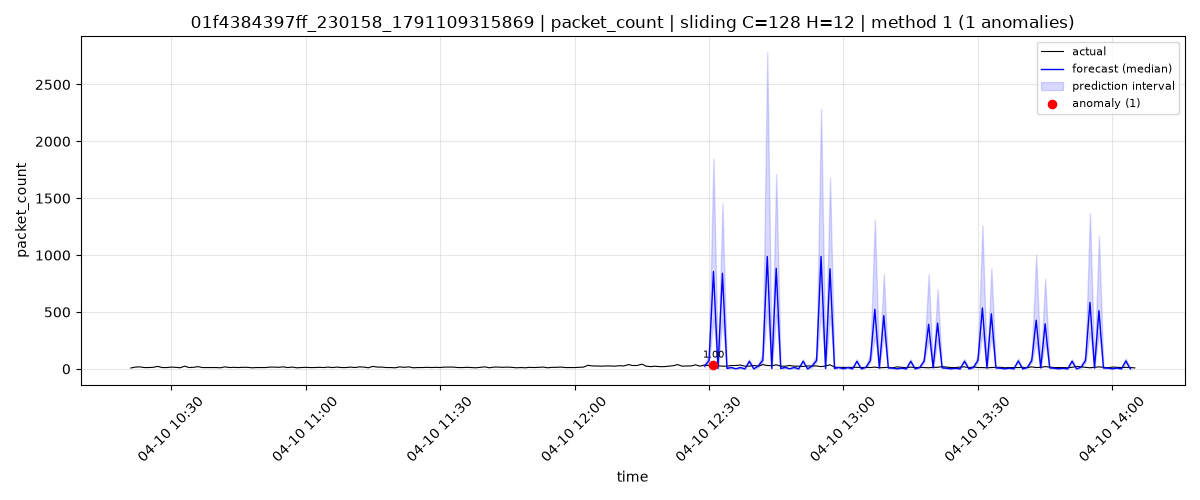 01f4384397ff_230158_1791109315869 | packet_count | sliding C=128 H=12 | method 1 (1 anomalies)
actual
forecast (median)
prediction interval
anomaly (1)
packet_count
2500
2000
1500
1000
500
0
1.00
04-10 10:30
04-10 11:00
04-10 11:30
04-10 12:00
04-10 12:30
04-10 13:00
04-10 13:30
04-10 14:00
time